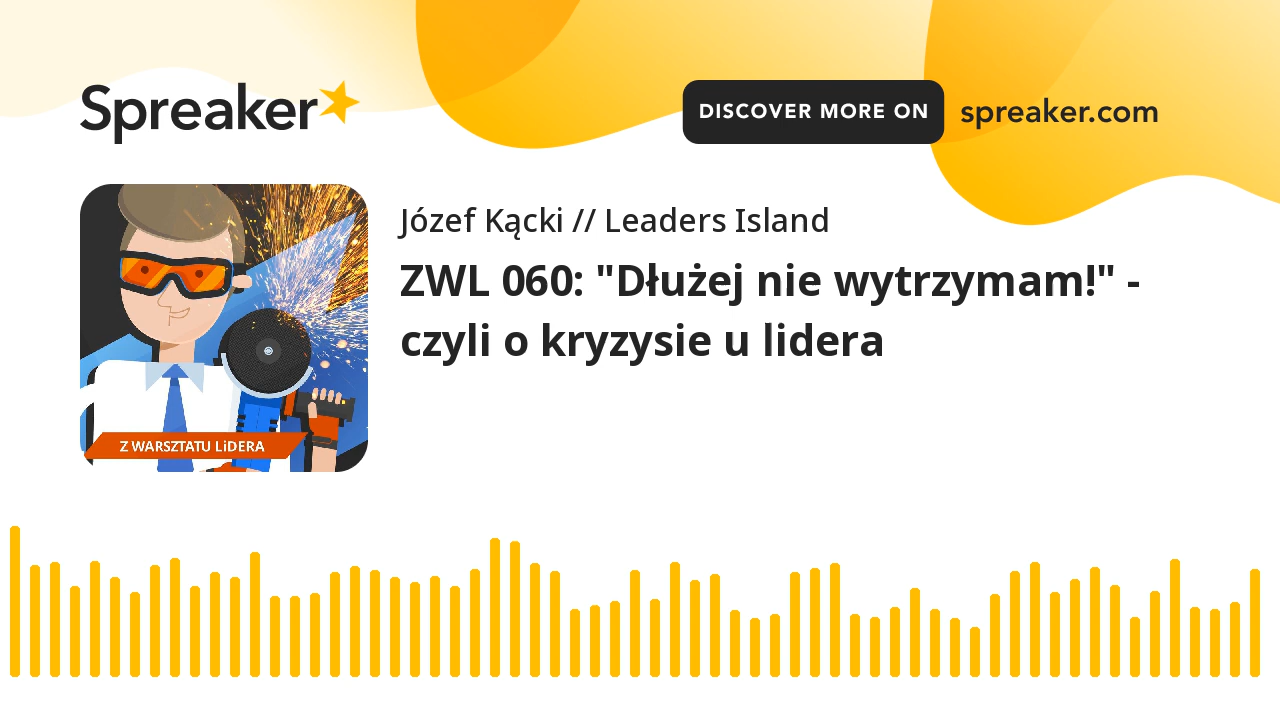 Spreaker
DISCOVER MORE ON
spreaker.com
Józef Kącki // Leaders Island
ZWL 060: "Dłużej nie wytrzymam!" -
czyli o kryzysie u lidera
Z WARSZTATU LiDERA